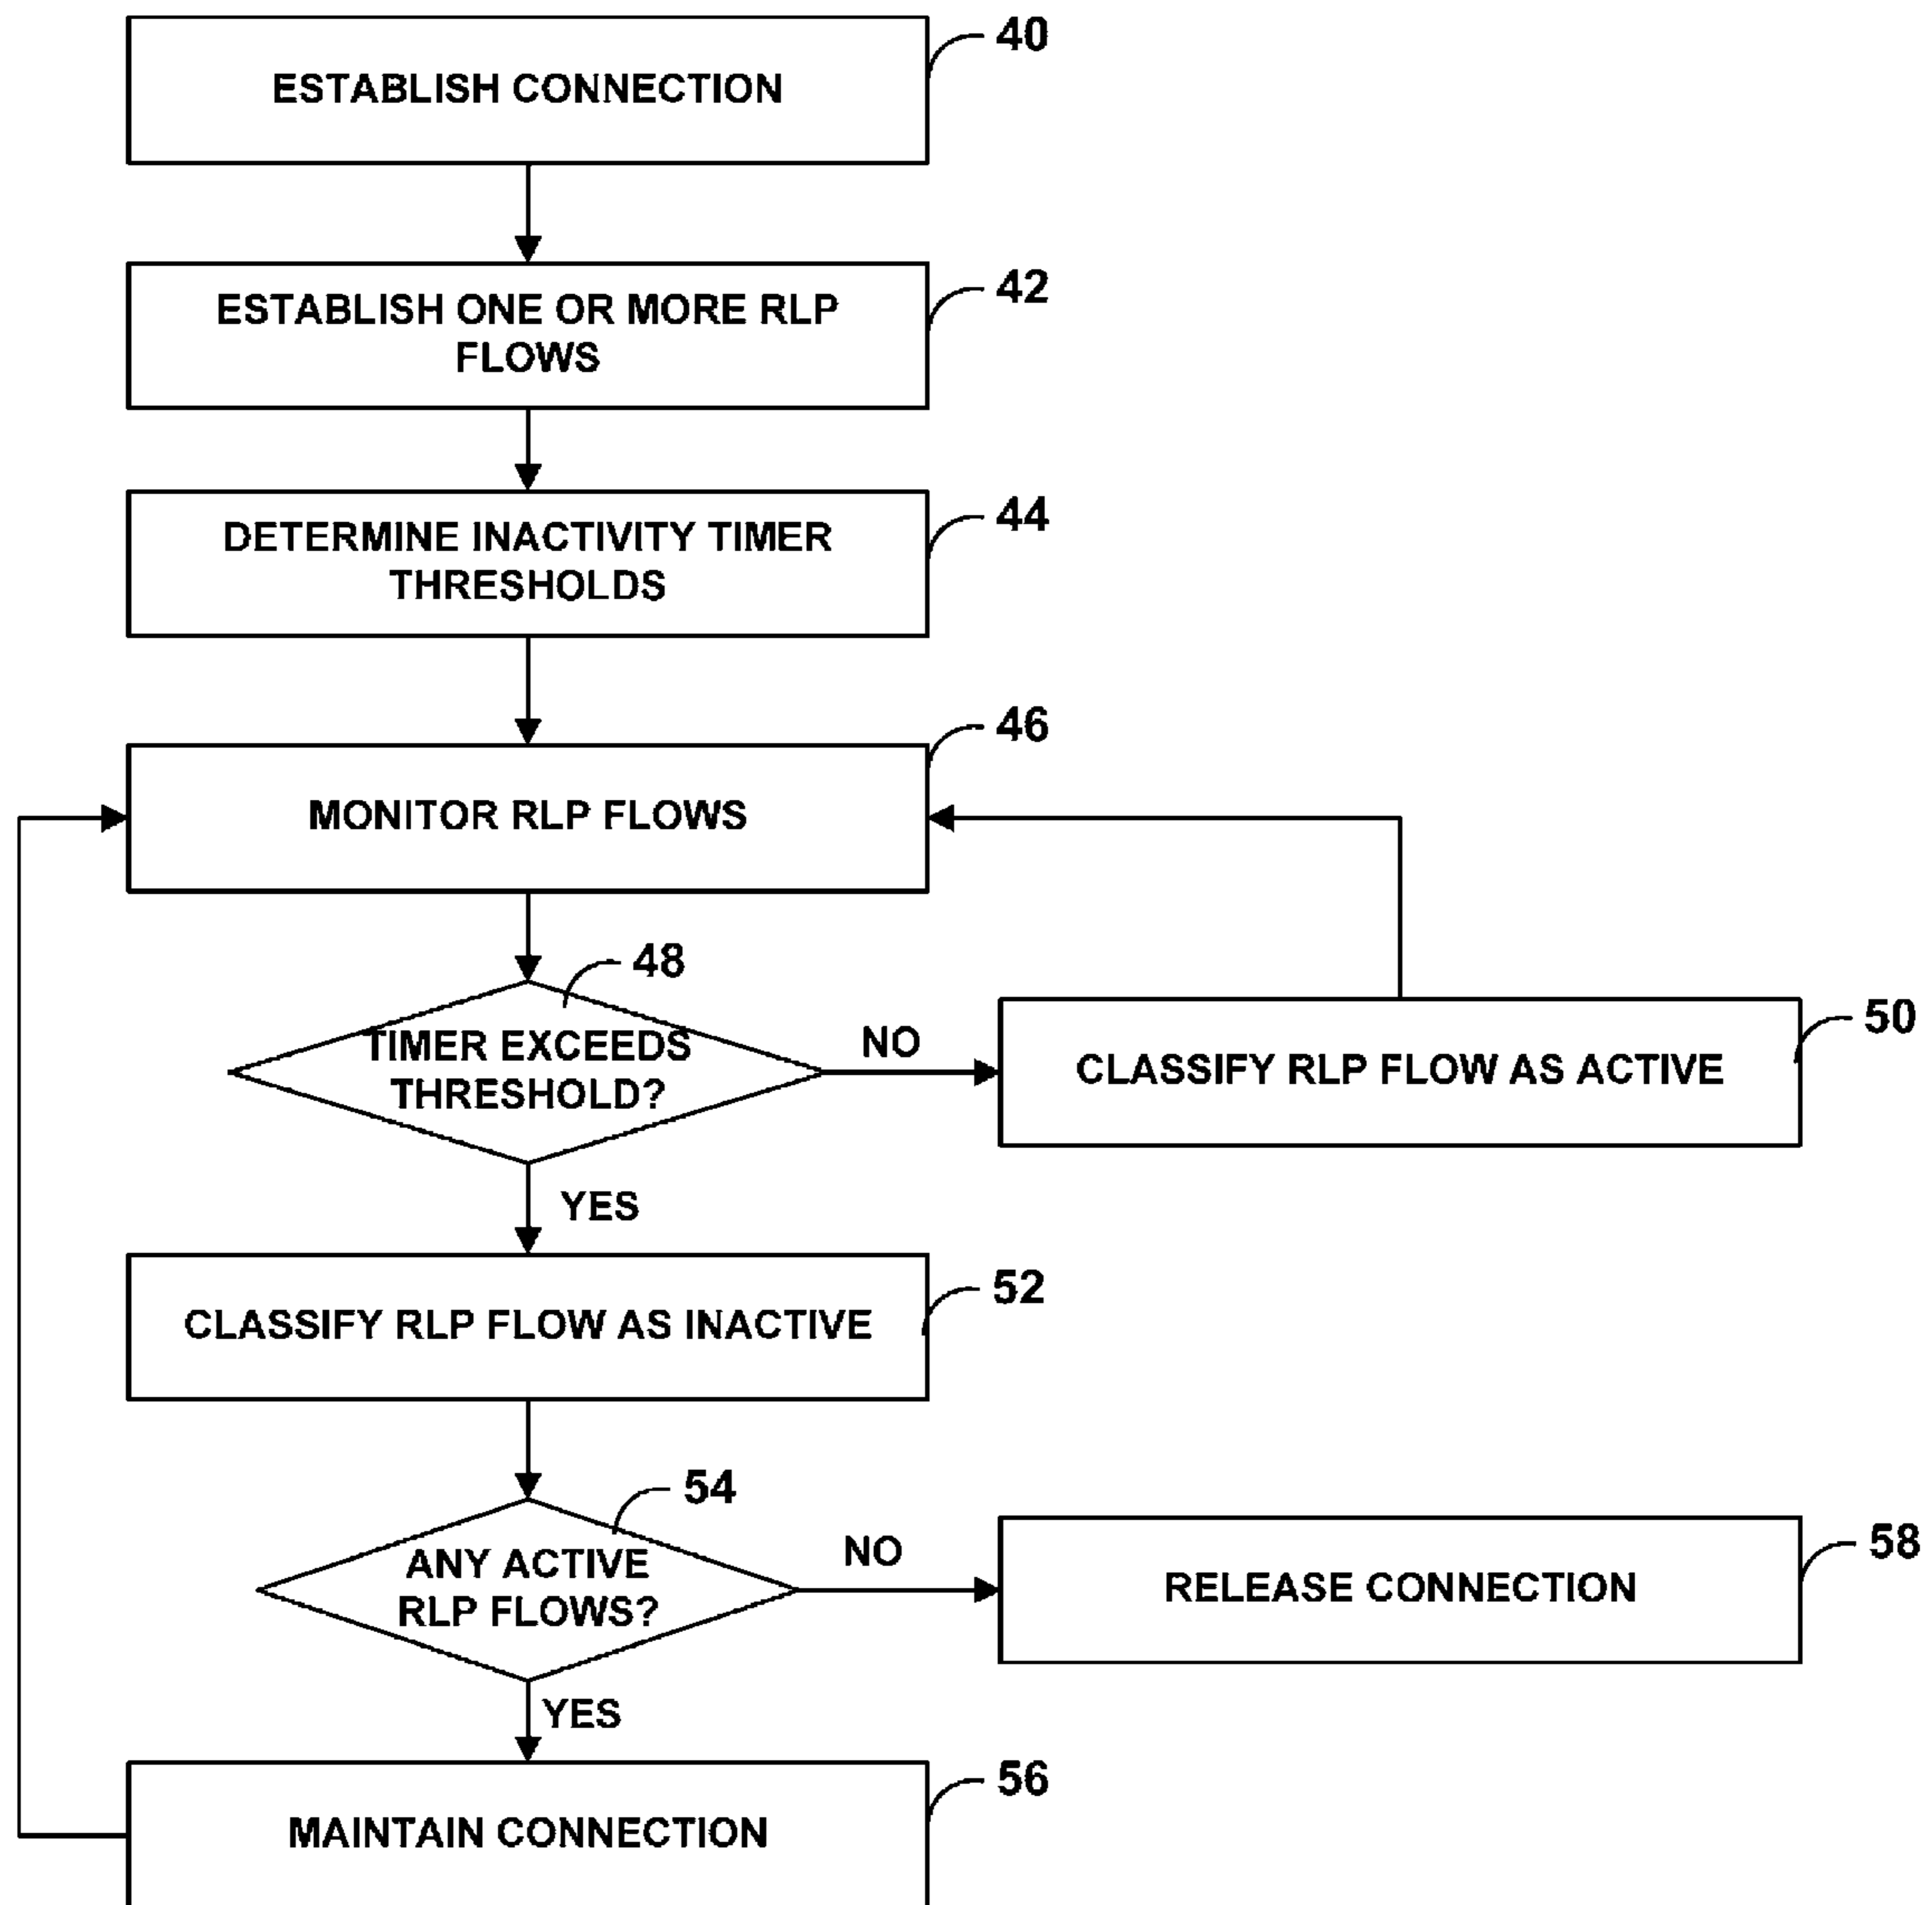 40
ESTABLISH CONNECTION
42
ESTABLISH ONE OR MORE RLP
FLOWS
44
DETERMINE INACTIVITY TIMER
THRESHOLDS
46
MONITOR RLP FLOWS
48
TIMER EXCEEDS
THRESHOLD?
NO
50
CLASSIFY RLP FLOW AS ACTIVE
YES
52
CLASSIFY RLP FLOW AS INACTIVE
54
ANY ACTIVE
RLP FLOWS?
NO
58
RELEASE CONNECTION
YES
56
MAINTAIN CONNECTION